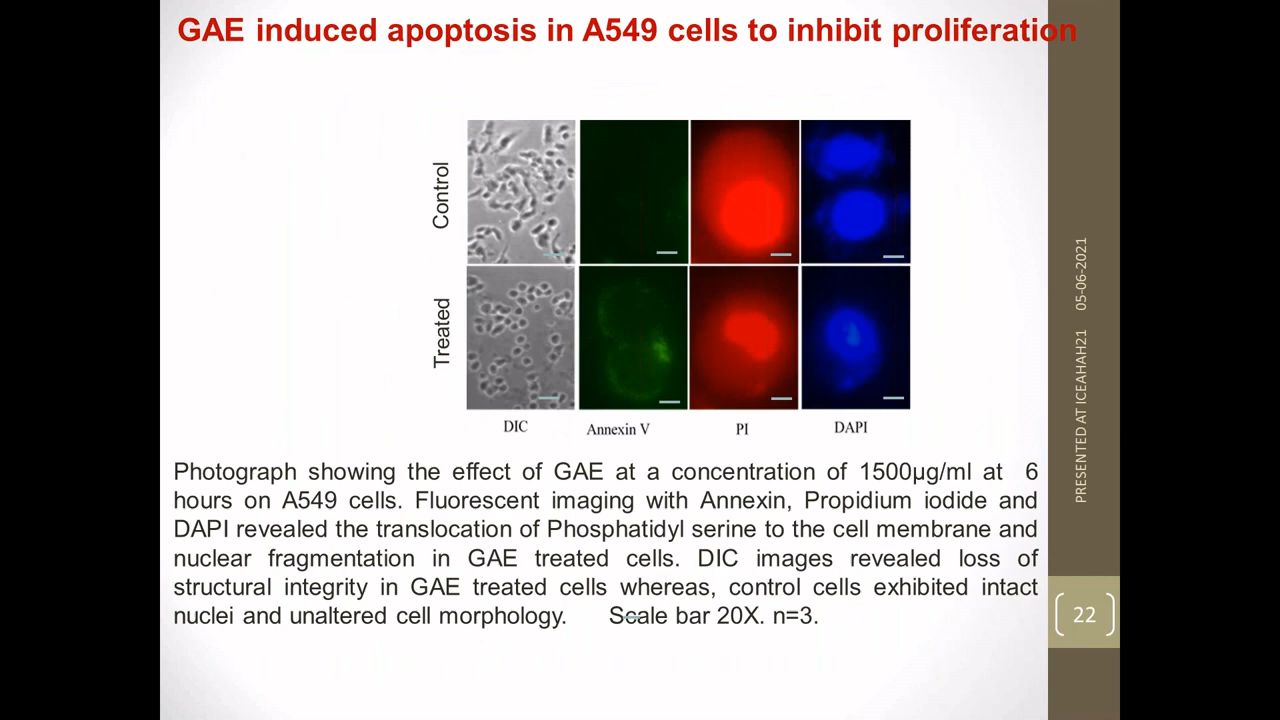 GAE induced apoptosis in A549 cells to inhibit proliferation
Control
Treated
DIC
Annexin V
PI
DAPI
Photograph showing the effect of GAE at a concentration of 1500µg/ml at 6
hours on A549 cells. Fluorescent imaging with Annexin, Propidium iodide and
DAPI revealed the translocation of Phosphatidyl serine to the cell membrane and
nuclear fragmentation in GAE treated cells. DIC images revealed loss of
structural integrity in GAE treated cells whereas, control cells exhibited intact
nuclei and unaltered cell morphology. Scale bar 20X. n=3.
PRESENTED AT ICEAHAH21 05-06-2021
22